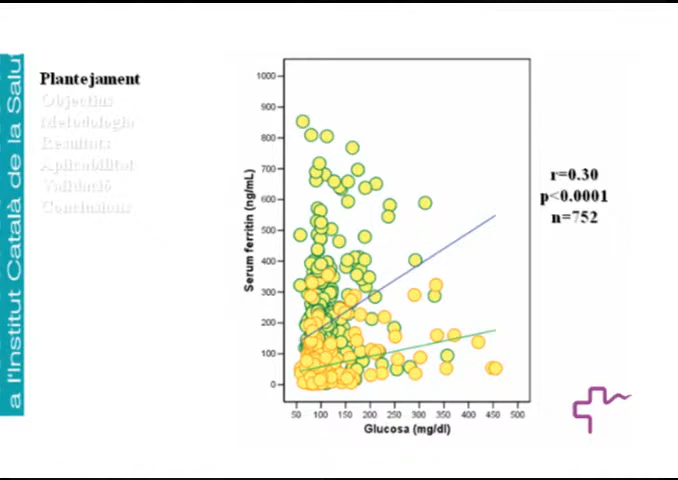 a l'Institut Català de la Salut
Plantejament
Objectius
Metodologia
Resultats
Aplicabilitat
Validació
Conclusions
Serum ferritin (ng/mL)
1000
900
800
700
600
500
400
300
200
100
0
50 100 150 200 250 300 350 400 450 500
Glucosa (mg/dl)
r=0.30
p<0.0001
n=752